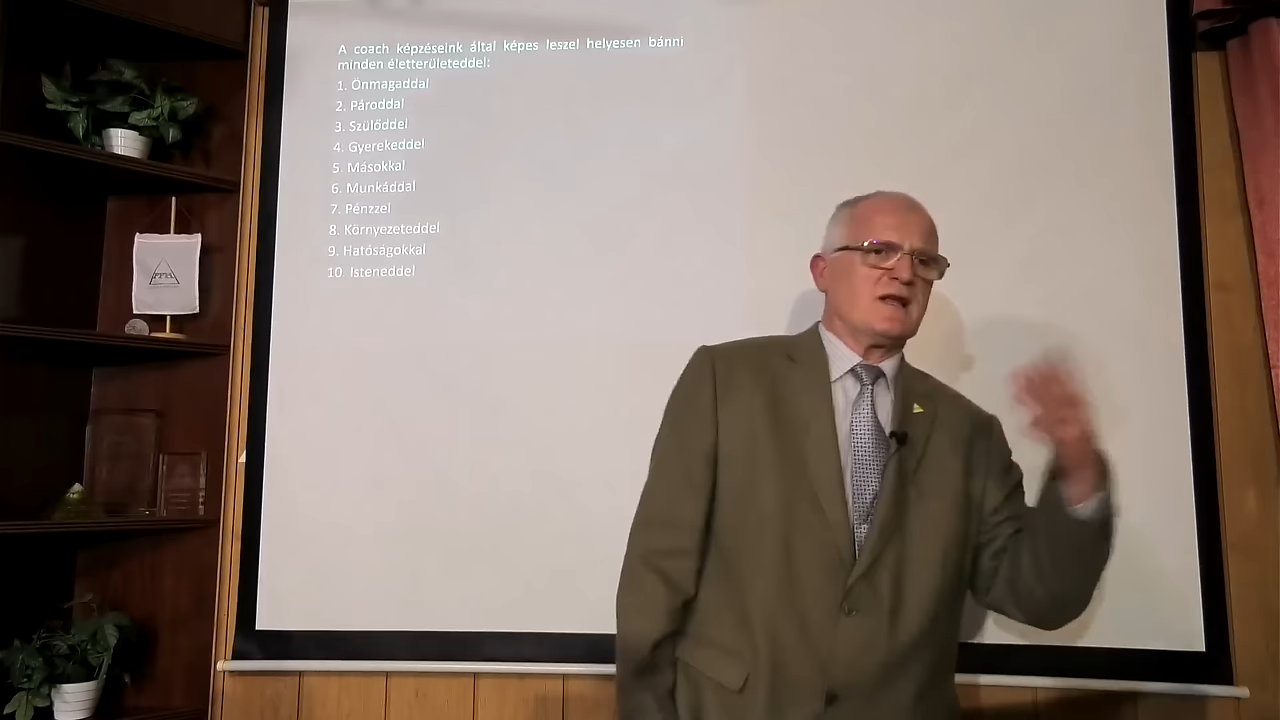 A coach képzéseink által képes leszel helyesen bánni
minden életterületeddel:
1. Önmagaddal
2. Pároddal
3. Szülőddel
4. Gyerekeddel
5. Másokkal
6. Munkáddal
7. Pénzzel
8. Környezeteddel
9. Hatóságokkal
10. Isteneddel